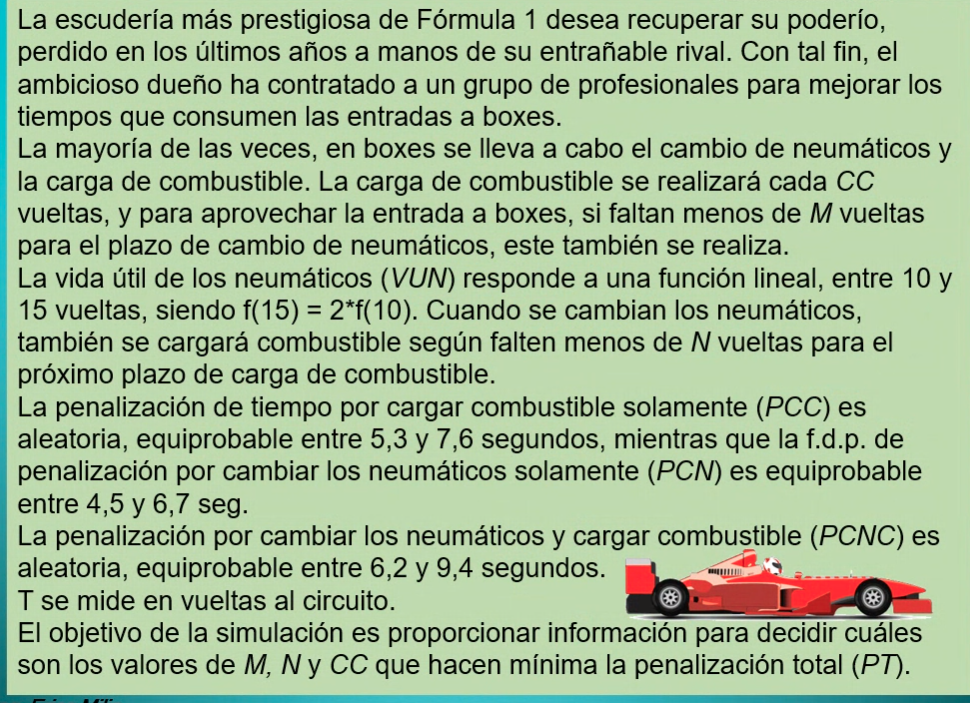 La escudería más prestigiosa de Fórmula 1 desea recuperar su poderío,
perdido en los últimos años a manos de su entrañable rival. Con tal fin, el
ambicioso dueño ha contratado a un grupo de profesionales para mejorar los
tiempos que consumen las entradas a boxes.
La mayoría de las veces, en boxes se lleva a cabo el cambio de neumáticos y
la carga de combustible. La carga de combustible se realizará cada CC
vueltas, y para aprovechar la entrada a boxes, si faltan menos de M vueltas
para el plazo de cambio de neumáticos, este también se realiza.
La vida útil de los neumáticos (VUN) responde a una función lineal, entre 10 y
15 vueltas, siendo f(15) = 2*f(10). Cuando se cambian los neumáticos,
también se cargará combustible según falten menos de N vueltas para el
próximo plazo de carga de combustible.
La penalización de tiempo por cargar combustible solamente (PCC) es
aleatoria, equiprobable entre 5,3 y 7,6 segundos, mientras que la f.d.p. de
penalización por cambiar los neumáticos solamente (PCN) es equiprobable
entre 4,5 y 6,7 seg.
La penalización por cambiar los neumáticos y cargar combustible (PCNC) es
aleatoria, equiprobable entre 6,2 y 9,4 segundos.
T se mide en vueltas al circuito.
El objetivo de la simulación es proporcionar información para decidir cuáles
son los valores de M, N y CC que hacen mínima la penalización total (PT).